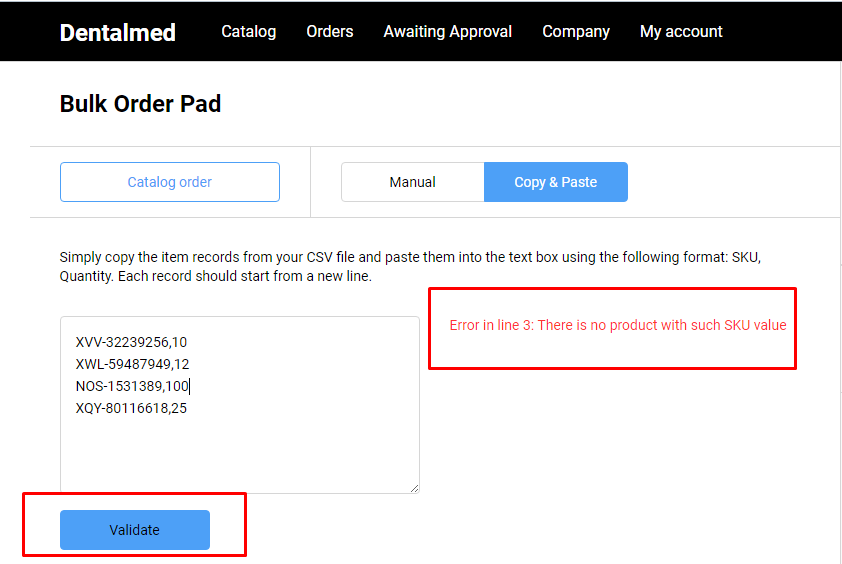 Dentalmed Catalog Orders Awaiting Approval Company My account
Bulk Order Pad
Catalog order Manual Copy & Paste
Simply copy the item records from your CSV file and paste them into the text box using the following format: SKU,
Quantity. Each record should start from a new line.
Error in line 3: There is no product with such SKU value
XVV-32239256,10
XWL-59487949,12
NOS-1531389,100
XQY-80116618,25
Validate